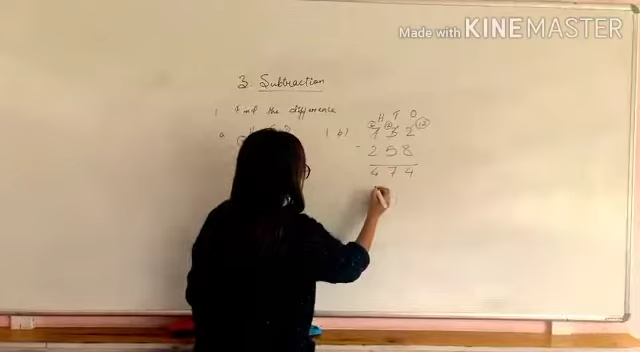 Made with KINEMASTER
3. Subtraction
1 Find the difference
a
b)
H T O
7 3 2
- 2 5 8
4 7 4